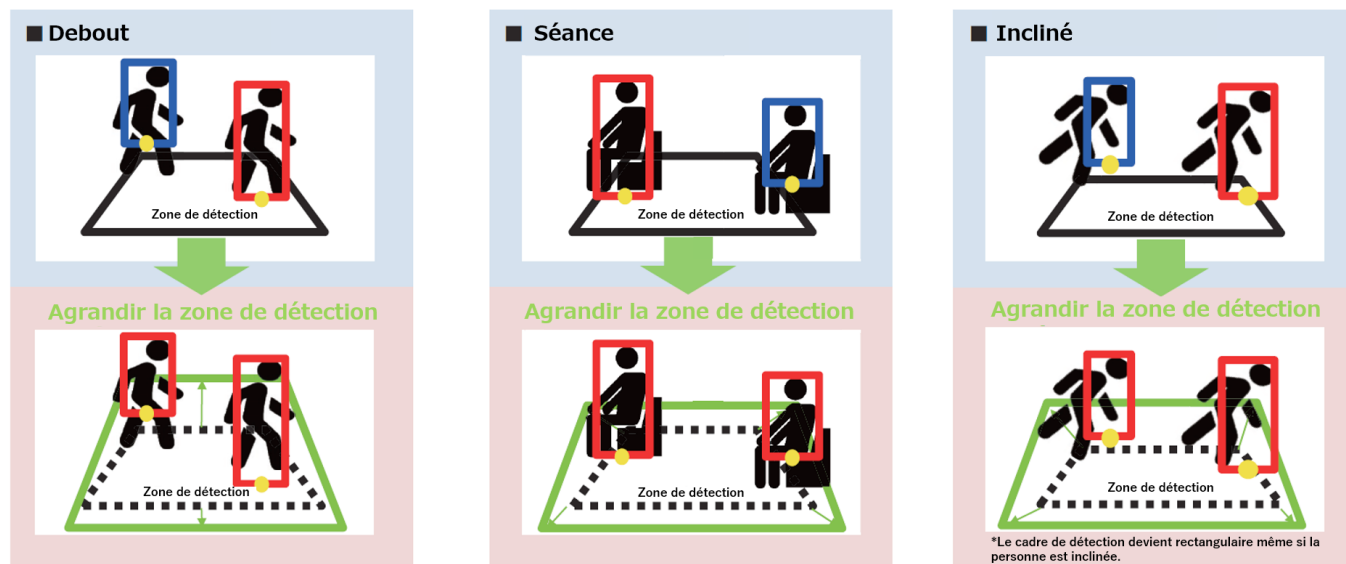 Debout
Zone de détection
Agrandir la zone de détection
Zone de détection
Séance
Zone de détection
Agrandir la zone de détection
Zone de détection
Incliné
Zone de détection
Agrandir la zone de détection
Zone de détection
*Le cadre de détection devient rectangulaire même si la
personne est inclinée.